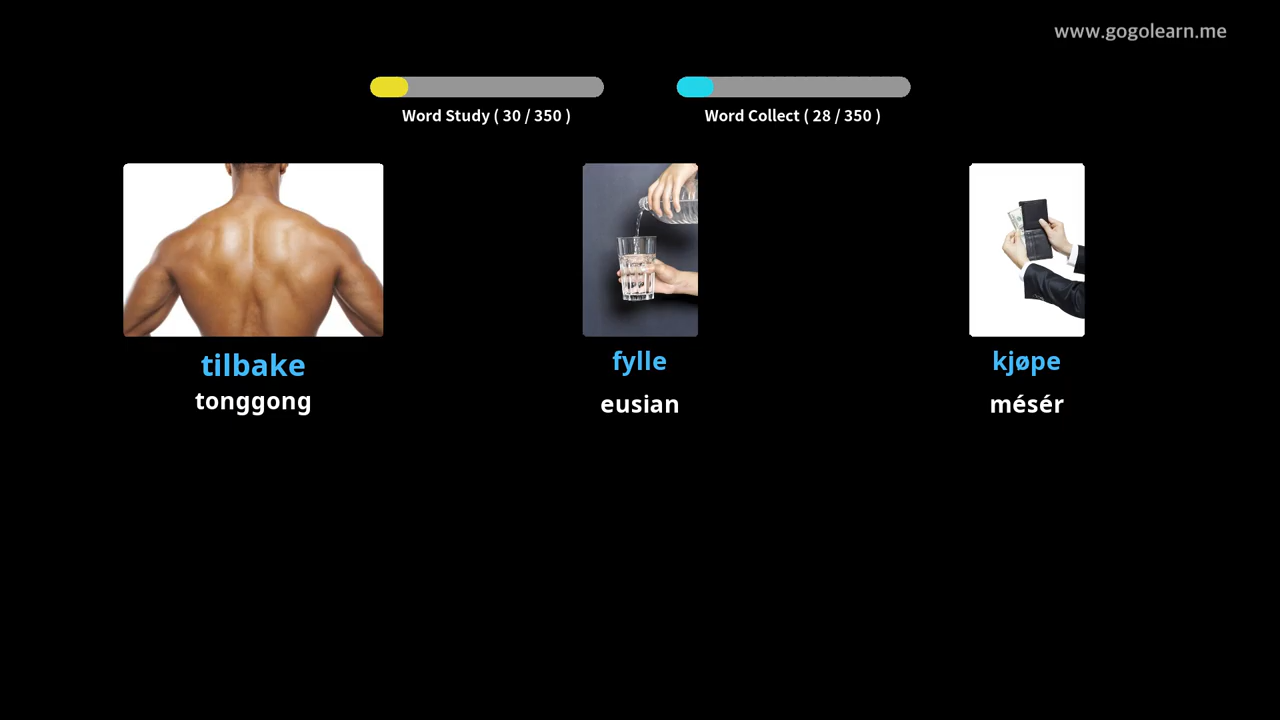 www.gogolearn.me
Word Study ( 30 / 350 )
Word Collect ( 28 / 350 )
tilbake
tonggong
fylle
eusian
kjøpe
mésér